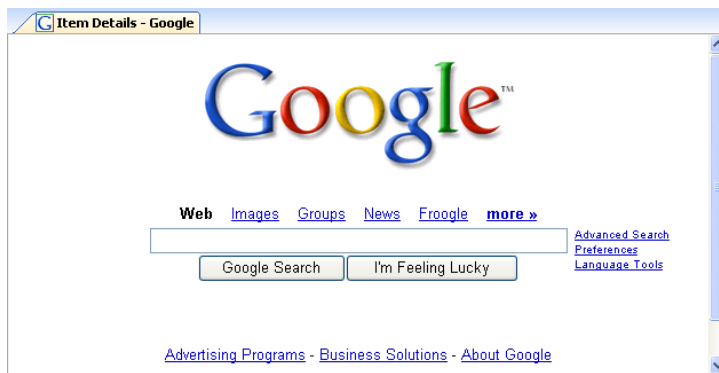 Item Details - Google
Google™
Web Images Groups News Froogle more »
Advanced Search
Preferences
Language Tools
Google Search I'm Feeling Lucky
Advertising Programs - Business Solutions - About Google